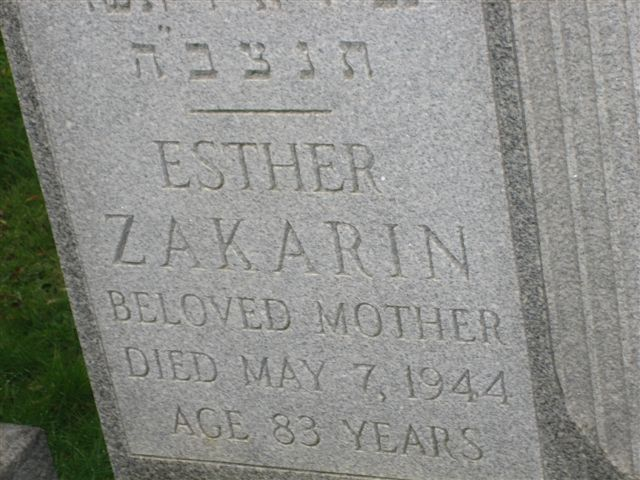 תנצב"ה
ESTHER
ZAKARIN
BELOVED MOTHER
DIED MAY 7, 1944
AGE 83 YEARS